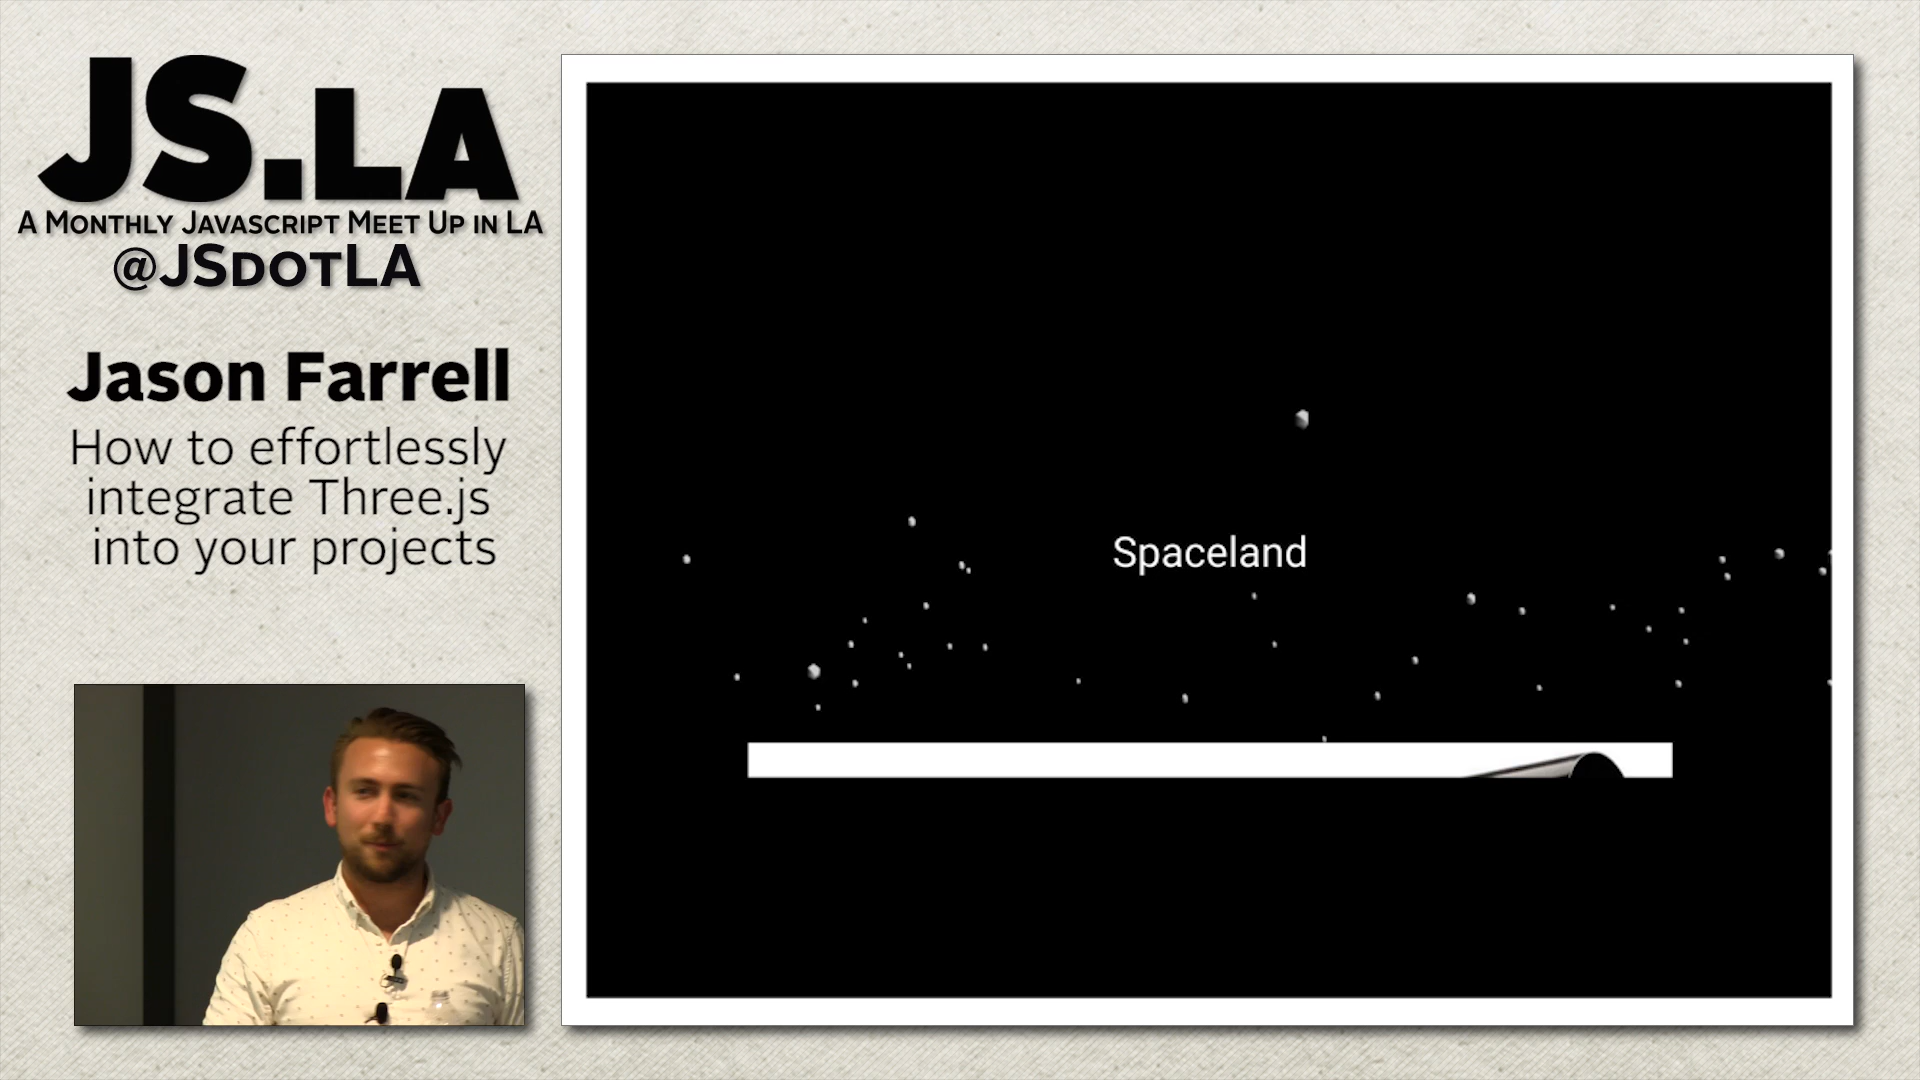 JS.LA
A Monthly Javascript Meet Up in LA
@JSdotLA
Jason Farrell
How to effortlessly
integrate Three.js
into your projects
Spaceland